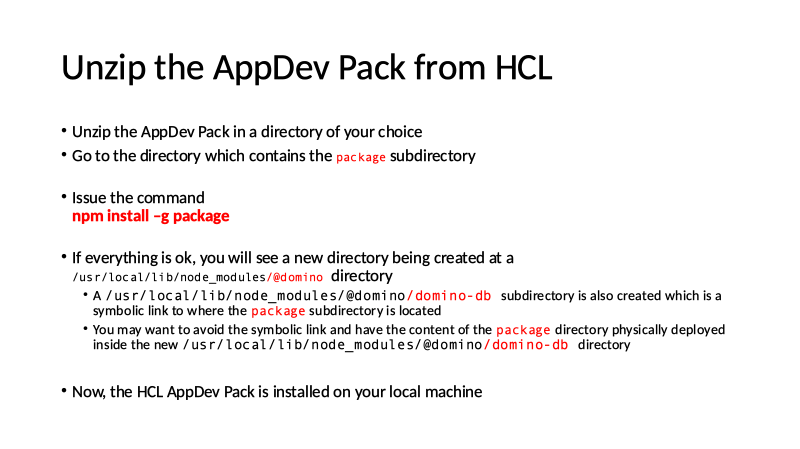 Unzip the AppDev Pack from HCL
• Unzip the AppDev Pack in a directory of your choice
• Go to the directory which contains the package subdirectory
• Issue the command
npm install –g package
• If everything is ok, you will see a new directory being created at a
/usr/local/lib/node_modules/@domino directory
• A /usr/local/lib/node_modules/@domino/domino-db subdirectory is also created which is a
symbolic link to where the package subdirectory is located
• You may want to avoid the symbolic link and have the content of the package directory physically deployed
inside the new /usr/local/lib/node_modules/@domino/domino-db directory
• Now, the HCL AppDev Pack is installed on your local machine